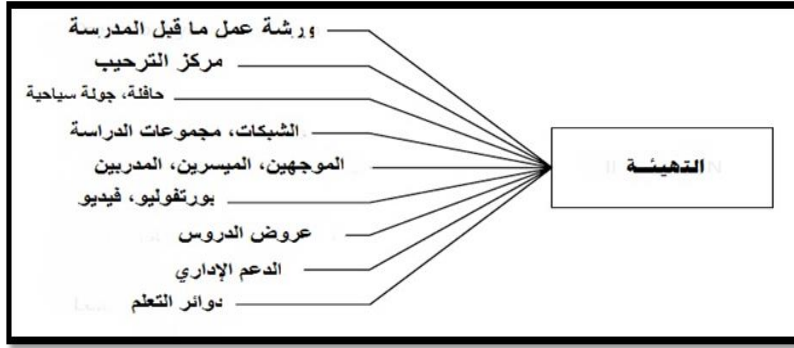 ورشة عمل ما قبل المدرسة
مركز الترحيب
حافلة، جولة سياحية
الشبكات، مجموعات الدراسة
الموجهين، الميسرين، المدربين
بورتفوليو، فيديو
عروض الدروس
الدعم الإداري
دوائر التعلم
التهيئــة